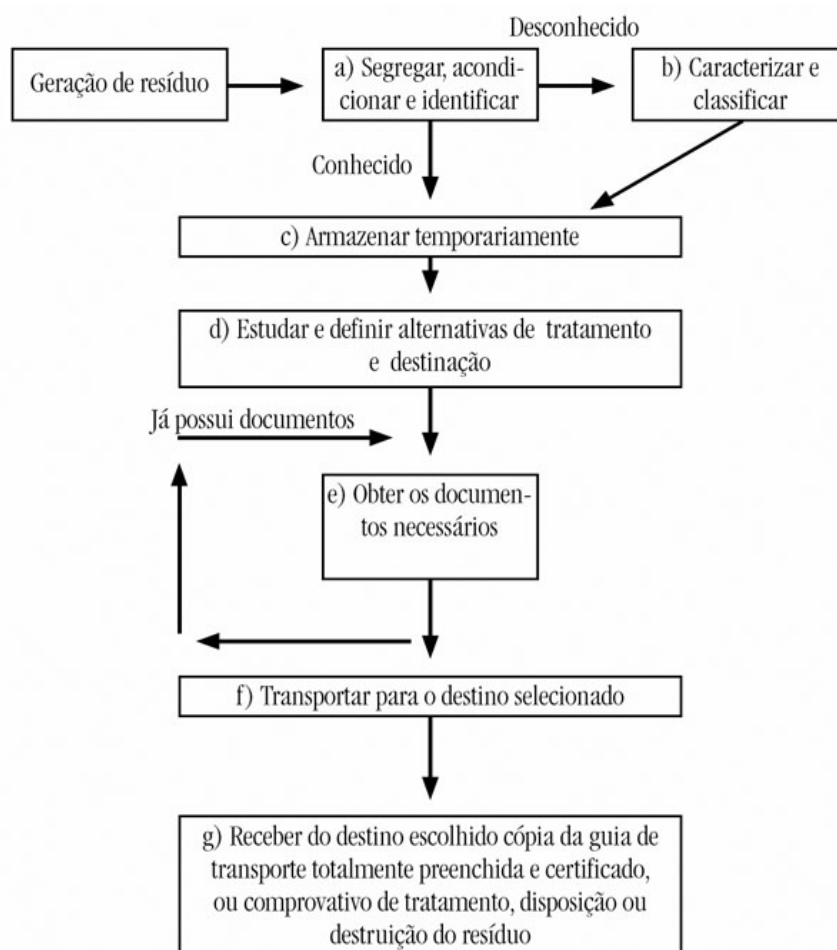 Desconhecido
Geração de resíduo
a) Segregar, acondi-
cionar e identificar
b) Caracterizar e
classificar
Conhecido
c) Armazenar temporariamente
d) Estudar e definir alternativas de tratamento
e destinação
Já possui documentos
e) Obter os documen-
tos necessários
f) Transportar para o destino selecionado
g) Receber do destino escolhido cópia da guia de
transporte totalmente preenchida e certificado,
ou comprovativo de tratamento, disposição ou
destruição do resíduo